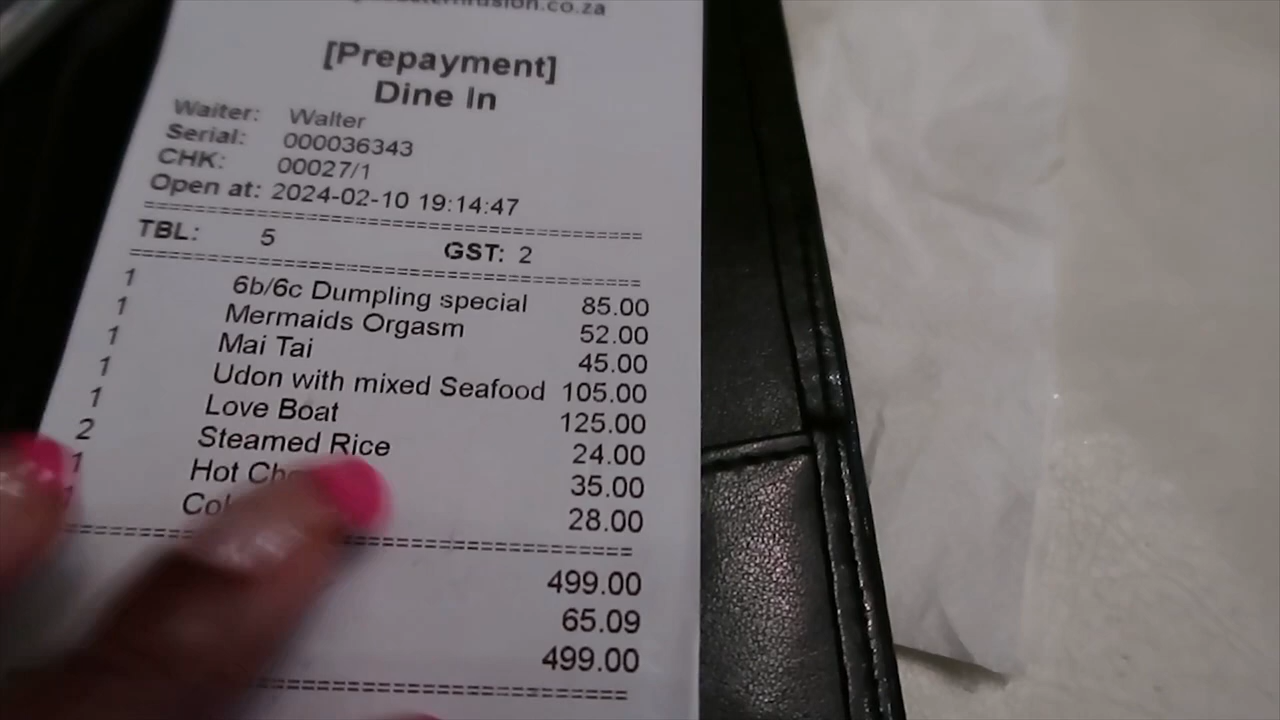 [Prepayment]
Dine In
Waiter: Walter
Serial: 000036343
CHK: 00027/1
Open at: 2024-02-10 19:14:47
TBL: 5 GST: 2
1 6b/6c Dumpling special 85.00
1 Mermaids Orgasm 52.00
1 Mai Tai 45.00
1 Udon with mixed Seafood 105.00
1 Love Boat 125.00
2 Steamed Rice 24.00
1 Hot 35.00
28.00
499.00
65.09
499.00